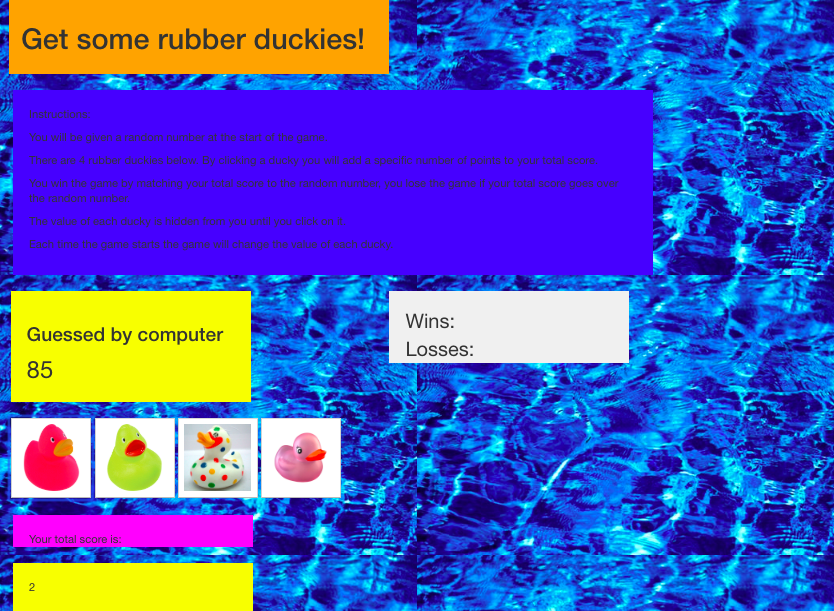 Get some rubber duckies!
Instructions:
You will be given a random number at the start of the game.
There are 4 rubber duckies below. By clicking a ducky you will add a specific number of points to your total score.
You win the game by matching your total score to the random number, you lose the game if your total score goes over
the random number.
The value of each ducky is hidden from you until you click on it.
Each time the game starts the game will change the value of each ducky.
Guessed by computer
85
Wins:
Losses:
Your total score is:
2